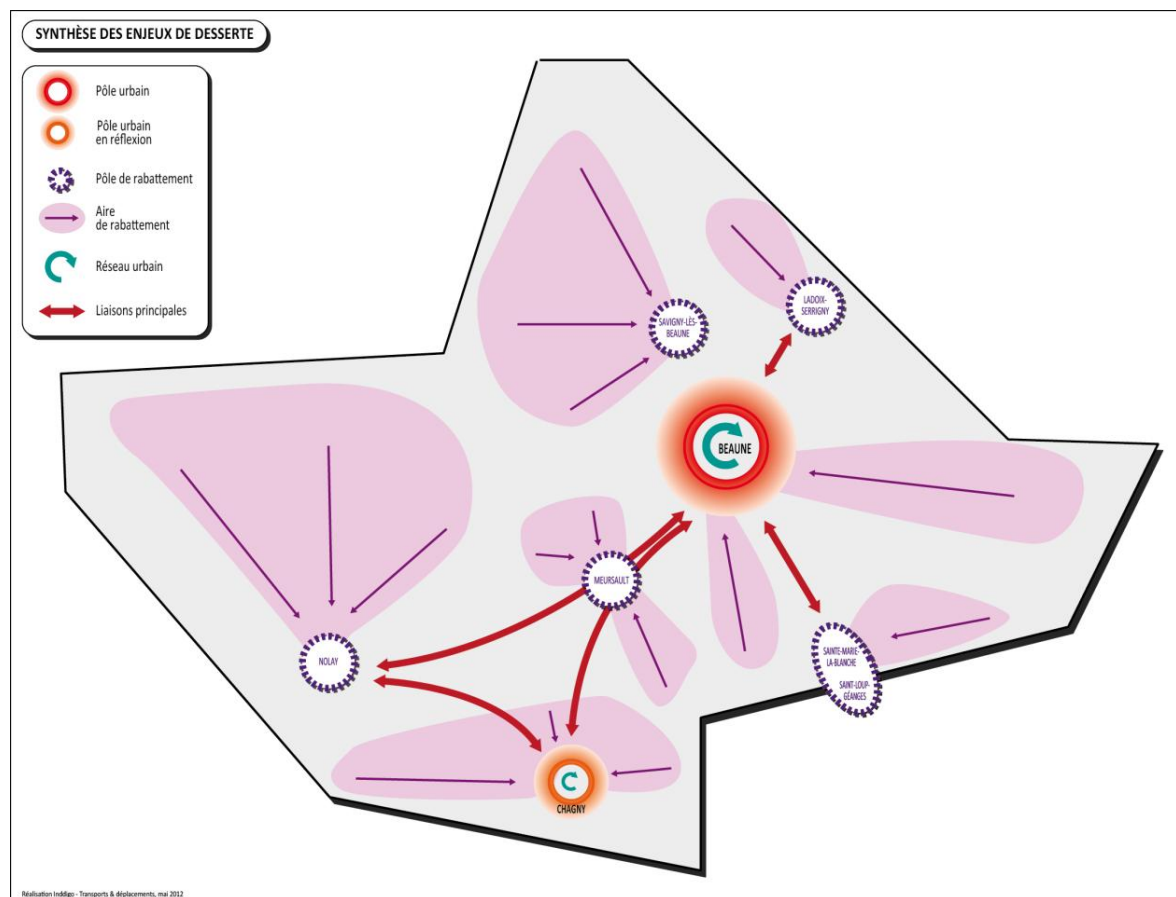 SYNTHÈSE DES ENJEUX DE DESSERTE
Pôle urbain
Pôle urbain
en réflexion
Pôle de rabattement
Aire
de rabattement
Réseau urbain
Liaisons principales
SAVIGNY-LÈS-
BEAUNE
LADOIX-
SERRIGNY
BEAUNE
MEURSAULT
NOLAY
SAINTE-MARIE-
LA-BLANCHE
SAINT-LOUP-
GÉANGES
CHAGNY
Réalisation Inddigo - Transports & déplacements, mai 2012